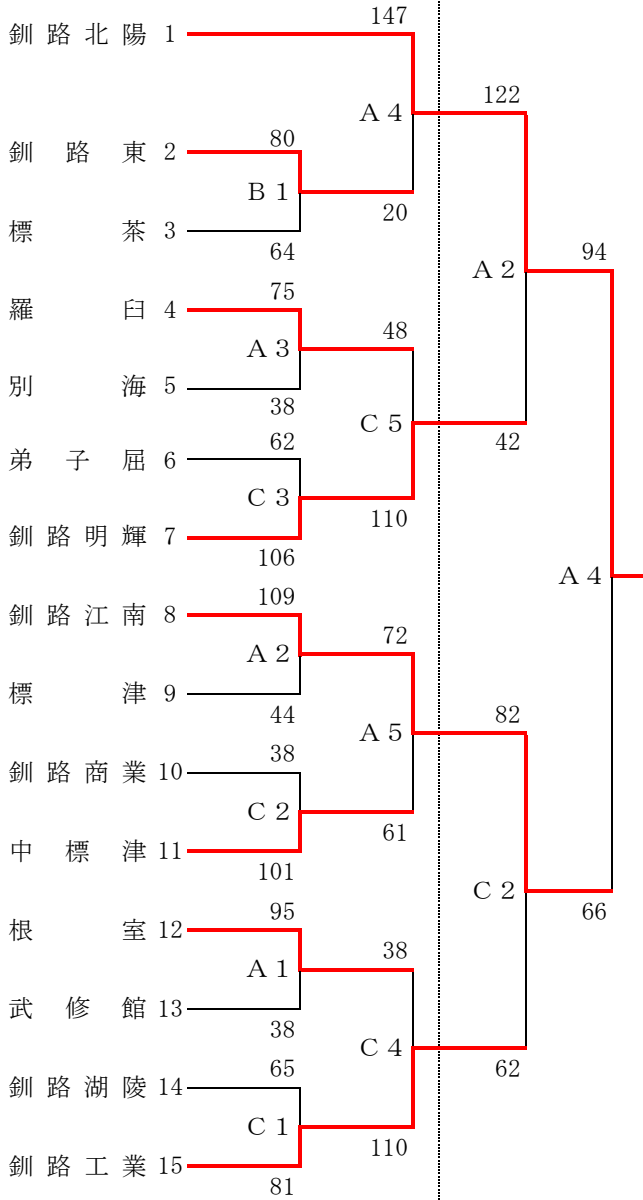 147
釧路北陽 1
122
A 4
80
釧路東 2
B 1
20
標茶 3
64
94
A 2
75
羅臼 4
48
A 3
別海 5
38
C 5
62
42
弟子屈 6
C 3
110
釧路明輝 7
106
A 4
109
釧路江南 8
72
A 2
標津 9
44
82
A 5
38
釧路商業 10
C 2
61
中標津 11
101
C 2
95
66
根室 12
38
A 1
武修館 13
38
C 4
65
62
釧路湖陵 14
C 1
110
釧路工業 15
81